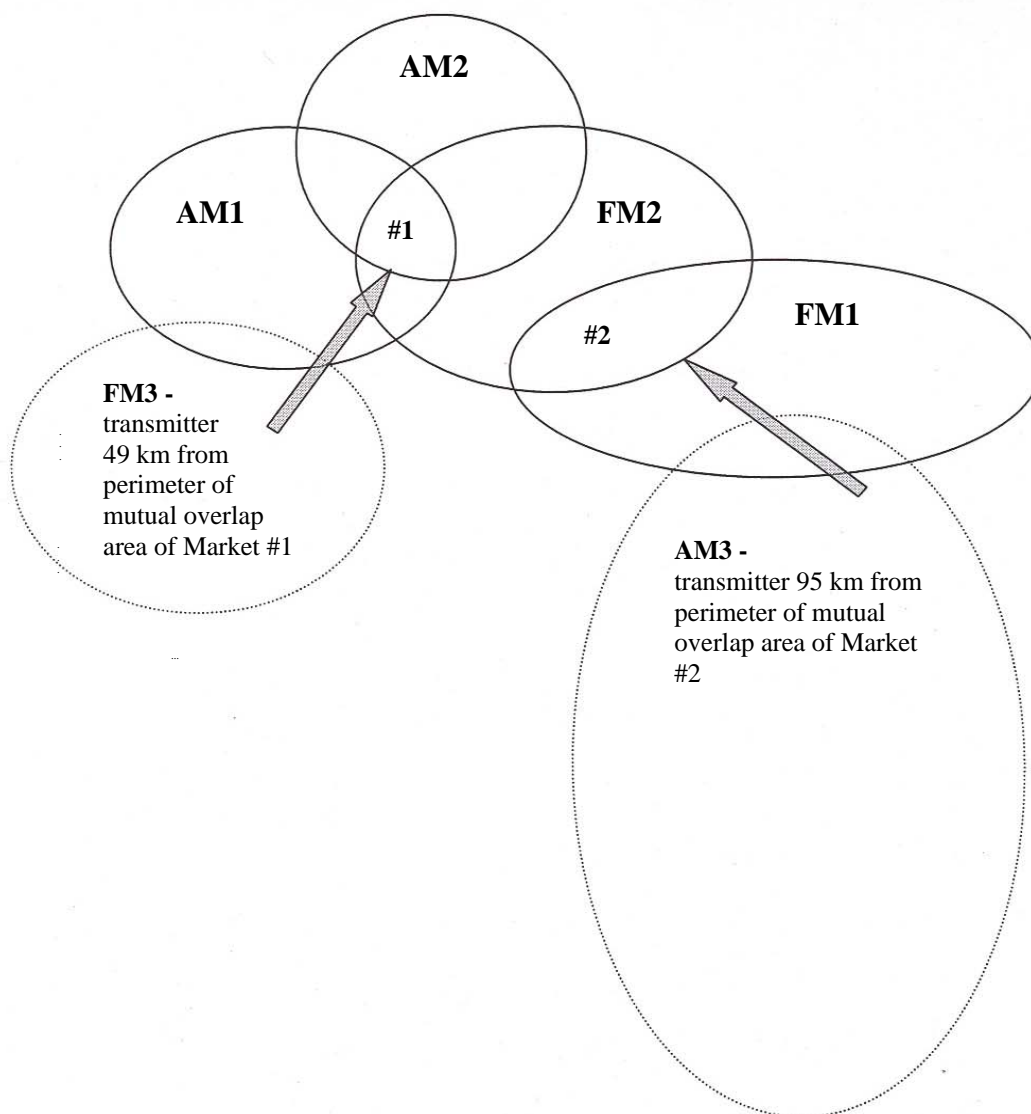 AM2
AM1
FM2
#1
FM1
#2
FM3 -
transmitter
49 km from
perimeter of
mutual overlap
area of Market #1
AM3 -
transmitter 95 km from
perimeter of mutual
overlap area of Market
#2